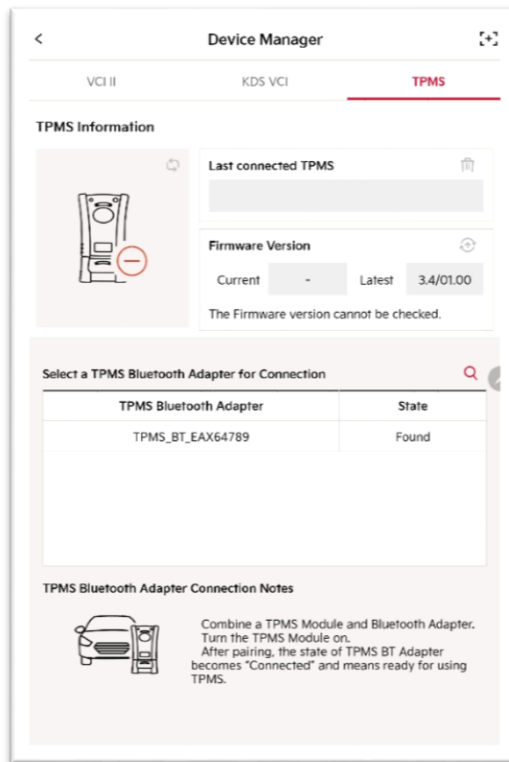 Device Manager
VCI II
KDS VCI
TPMS
TPMS Information
Last connected TPMS
Firmware Version
Current - Latest 3.4/01.00
The Firmware version cannot be checked.
Select a TPMS Bluetooth Adapter for Connection
TPMS Bluetooth Adapter State
TPMS_BT_EAX64789 Found
TPMS Bluetooth Adapter Connection Notes
Combine a TPMS Module and Bluetooth Adapter.
Turn the TPMS Module on.
After pairing, the state of TPMS BT Adapter
becomes "Connected" and means ready for using
TPMS.